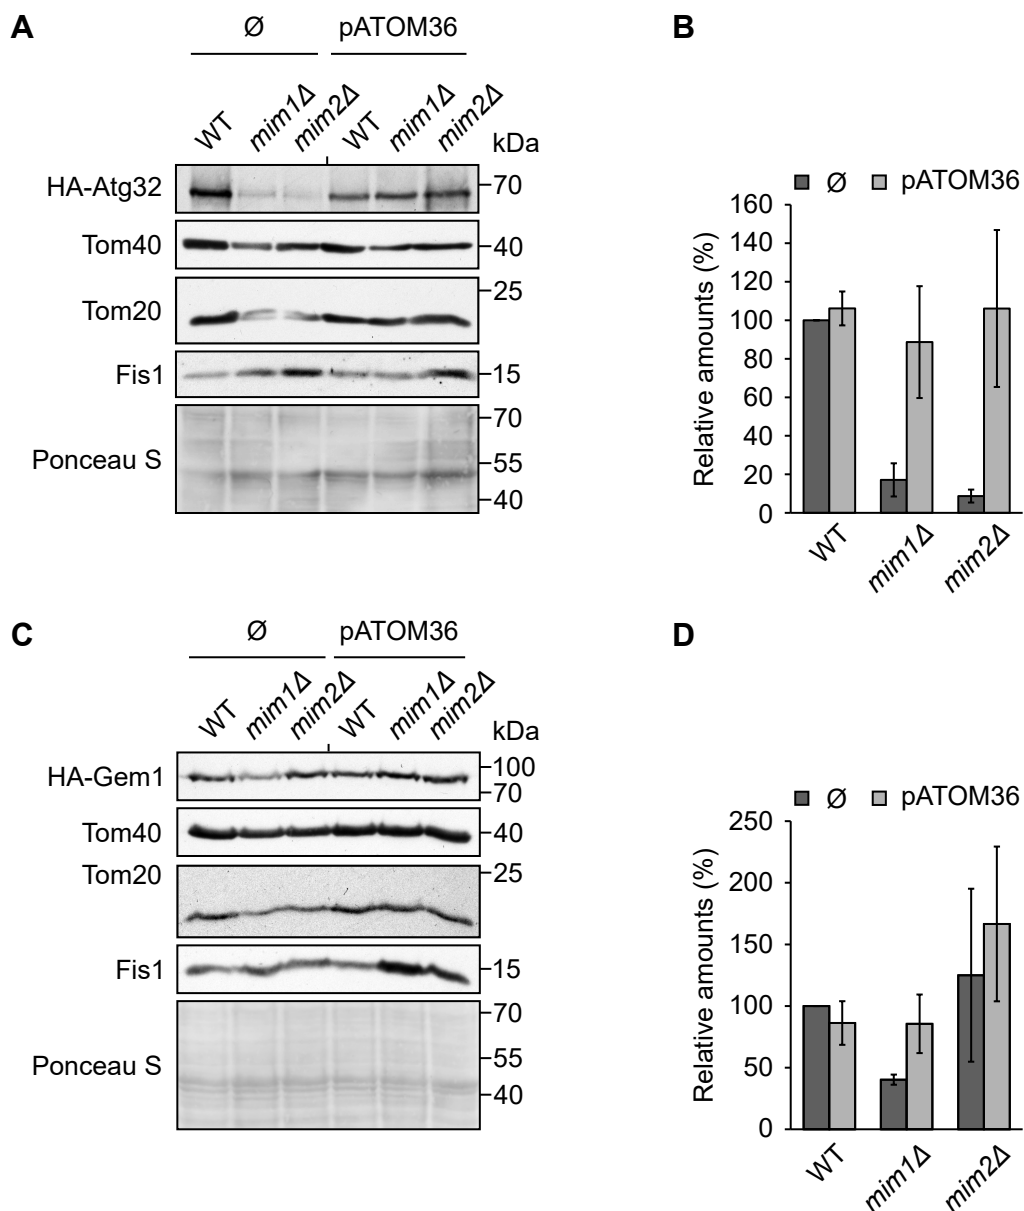 A
Ø pATOM36
WT mim1Δ mim2Δ WT mim1Δ mim2Δ kDa
HA-Atg32 70
Tom40 40
Tom20 25
Fis1 15
Ponceau S 70
55
40
B
Ø pATOM36
Relative amounts (%)
160
140
120
100
80
60
40
20
0
WT mim1Δ mim2Δ
C
Ø pATOM36
WT mim1Δ mim2Δ WT mim1Δ mim2Δ kDa
HA-Gem1 100
70
Tom40 40
Tom20 25
Fis1 15
Ponceau S 70
55
40
D
Ø pATOM36
Relative amounts (%)
250
200
150
100
50
0
WT mim1Δ mim2Δ